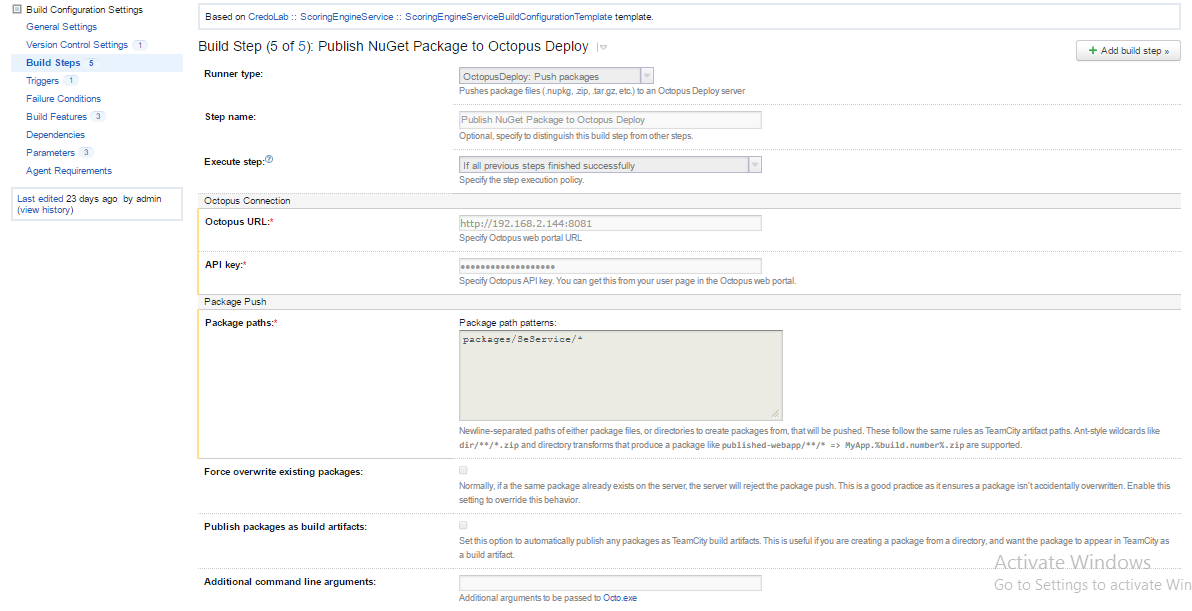 Build Configuration Settings
General Settings
Version Control Settings 1
Build Steps 5
Triggers 1
Failure Conditions
Build Features 3
Dependencies
Parameters 3
Agent Requirements
Last edited 23 days ago by admin
(view history)
Based on CredoLab :: ScoringEngineService :: ScoringEngineServiceBuildConfigurationTemplate template.
Build Step (5 of 5): Publish NuGet Package to Octopus Deploy
+ Add build step »
Runner type:
OctopusDeploy: Push packages
Pushes package files (.nupkg, .zip, .tar.gz, etc.) to an Octopus Deploy server
Step name:
Publish NuGet Package to Octopus Deploy
Optional, specify to distinguish this build step from other steps.
Execute step:?
If all previous steps finished successfully
Specify the step execution policy.
Octopus Connection
Octopus URL:*
http://192.168.2.144:8081
Specify Octopus web portal URL
API key:*
•••••••••••••••••••
Specify Octopus API key. You can get this from your user page in the Octopus web portal.
Package Push
Package paths:*
Package path patterns:
packages/SeService/*
Newline-separated paths of either package files, or directories to create packages from, that will be pushed. These follow the same rules as TeamCity artifact paths. Ant-style wildcards like
dir/**/*.zip and directory transforms that produce a package like published-webapp/**/* => MyApp.%build.number%.zip are supported.
Force overwrite existing packages:
Normally, if a the same package already exists on the server, the server will reject the package push. This is a good practice as it ensures a package isn't accidentally overwritten. Enable this
setting to override this behavior.
Publish packages as build artifacts:
Set this option to automatically publish any packages as TeamCity build artifacts. This is useful if you are creating a package from a directory, and want the package to appear in TeamCity as
a build artifact.
Additional command line arguments:
Additional arguments to be passed to Octo.exe
Activate Windows
Go to Settings to activate Win